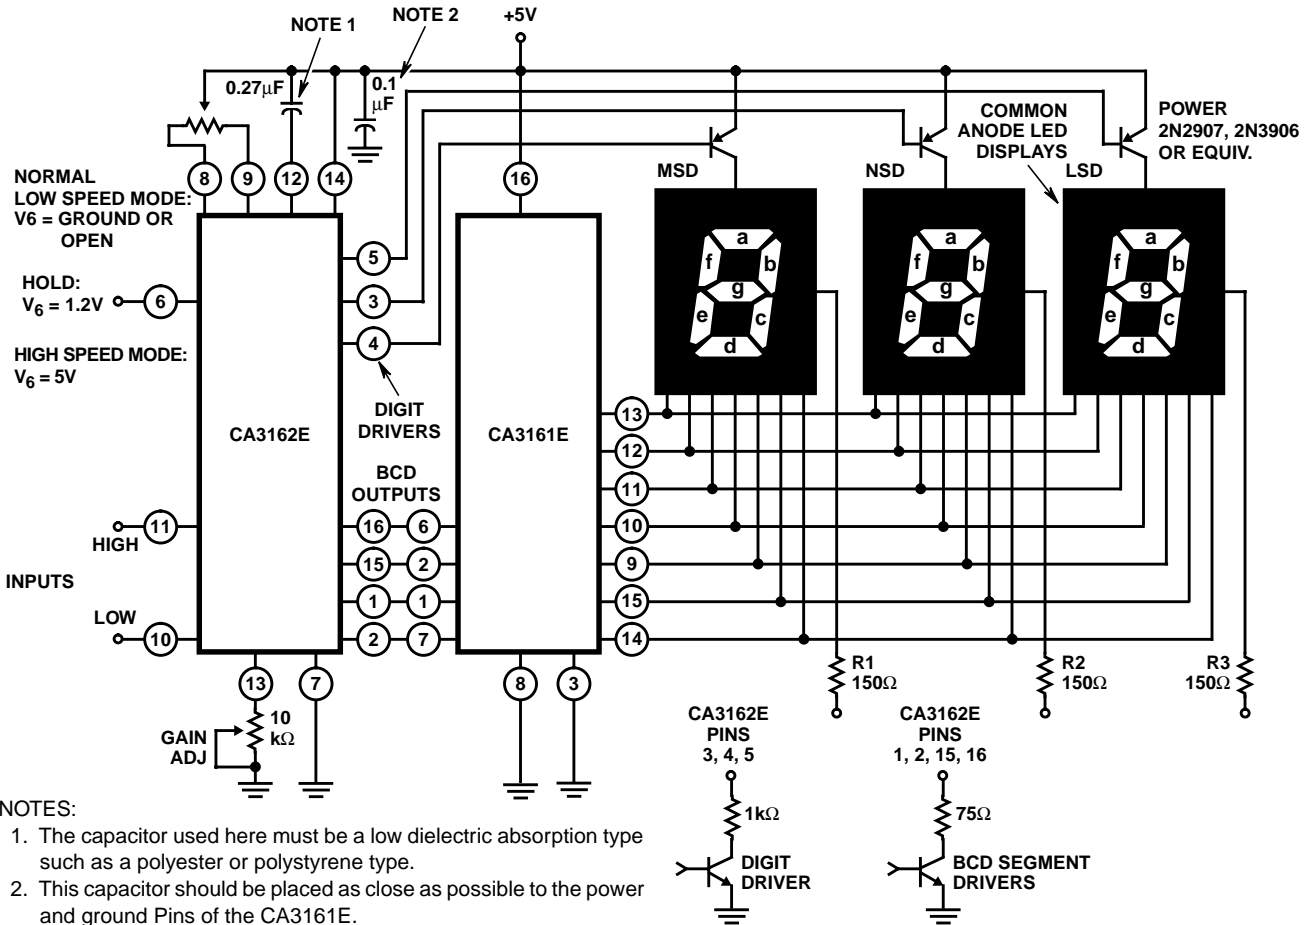 NOTE 1
NOTE 2
+5V
0.27μF
0.1
μF
COMMON
ANODE LED
DISPLAYS
POWER
2N2907, 2N3906
OR EQUIV.
MSD
NSD
LSD
8
9
12
14
16
NORMAL
LOW SPEED MODE:
V6 = GROUND OR
OPEN
HOLD:
V6 = 1.2V
6
HIGH SPEED MODE:
V6 = 5V
5
3
4
DIGIT
DRIVERS
CA3162E
CA3161E
BCD
OUTPUTS
a
f b
g
e c
d
a
f b
g
e c
d
a
f b
g
e c
d
13
12
11
10
9
15
14
11
HIGH
INPUTS
LOW
10
16 6
15 2
1 1
2 7
13
7
8
3
GAIN
ADJ
10
kΩ
R1
150Ω
R2
150Ω
R3
150Ω
CA3162E
PINS
3, 4, 5
1kΩ
DIGIT
DRIVER
CA3162E
PINS
1, 2, 15, 16
75Ω
BCD SEGMENT
DRIVERS
NOTES:
1. The capacitor used here must be a low dielectric absorption type
such as a polyester or polystyrene type.
2. This capacitor should be placed as close as possible to the power
and ground Pins of the CA3161E.